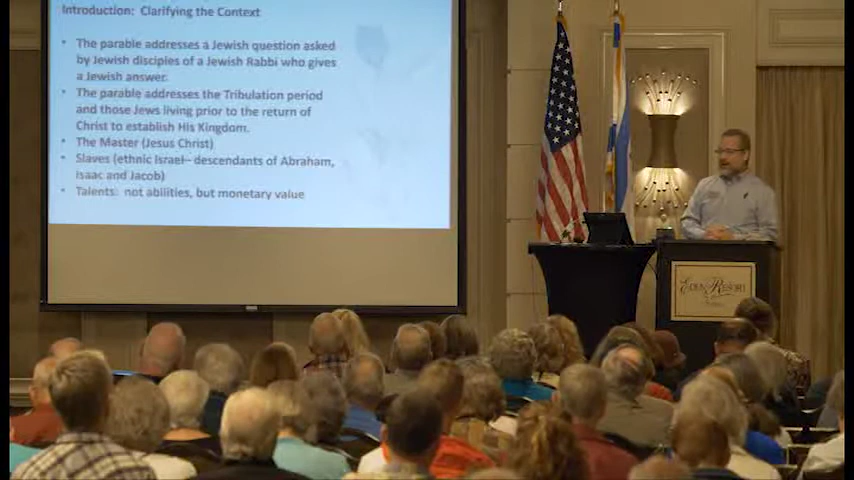 Introduction: Clarifying the Context
• The parable addresses a Jewish question asked
by Jewish disciples of a Jewish Rabbi who gives
a Jewish answer.
• The parable addresses the Tribulation period
and those Jews living prior to the return of
Christ to establish His Kingdom.
• The Master (Jesus Christ)
• Slaves (ethnic Israel– descendants of Abraham,
Isaac and Jacob)
• Talents: not abilities, but monetary value
Eden Resort